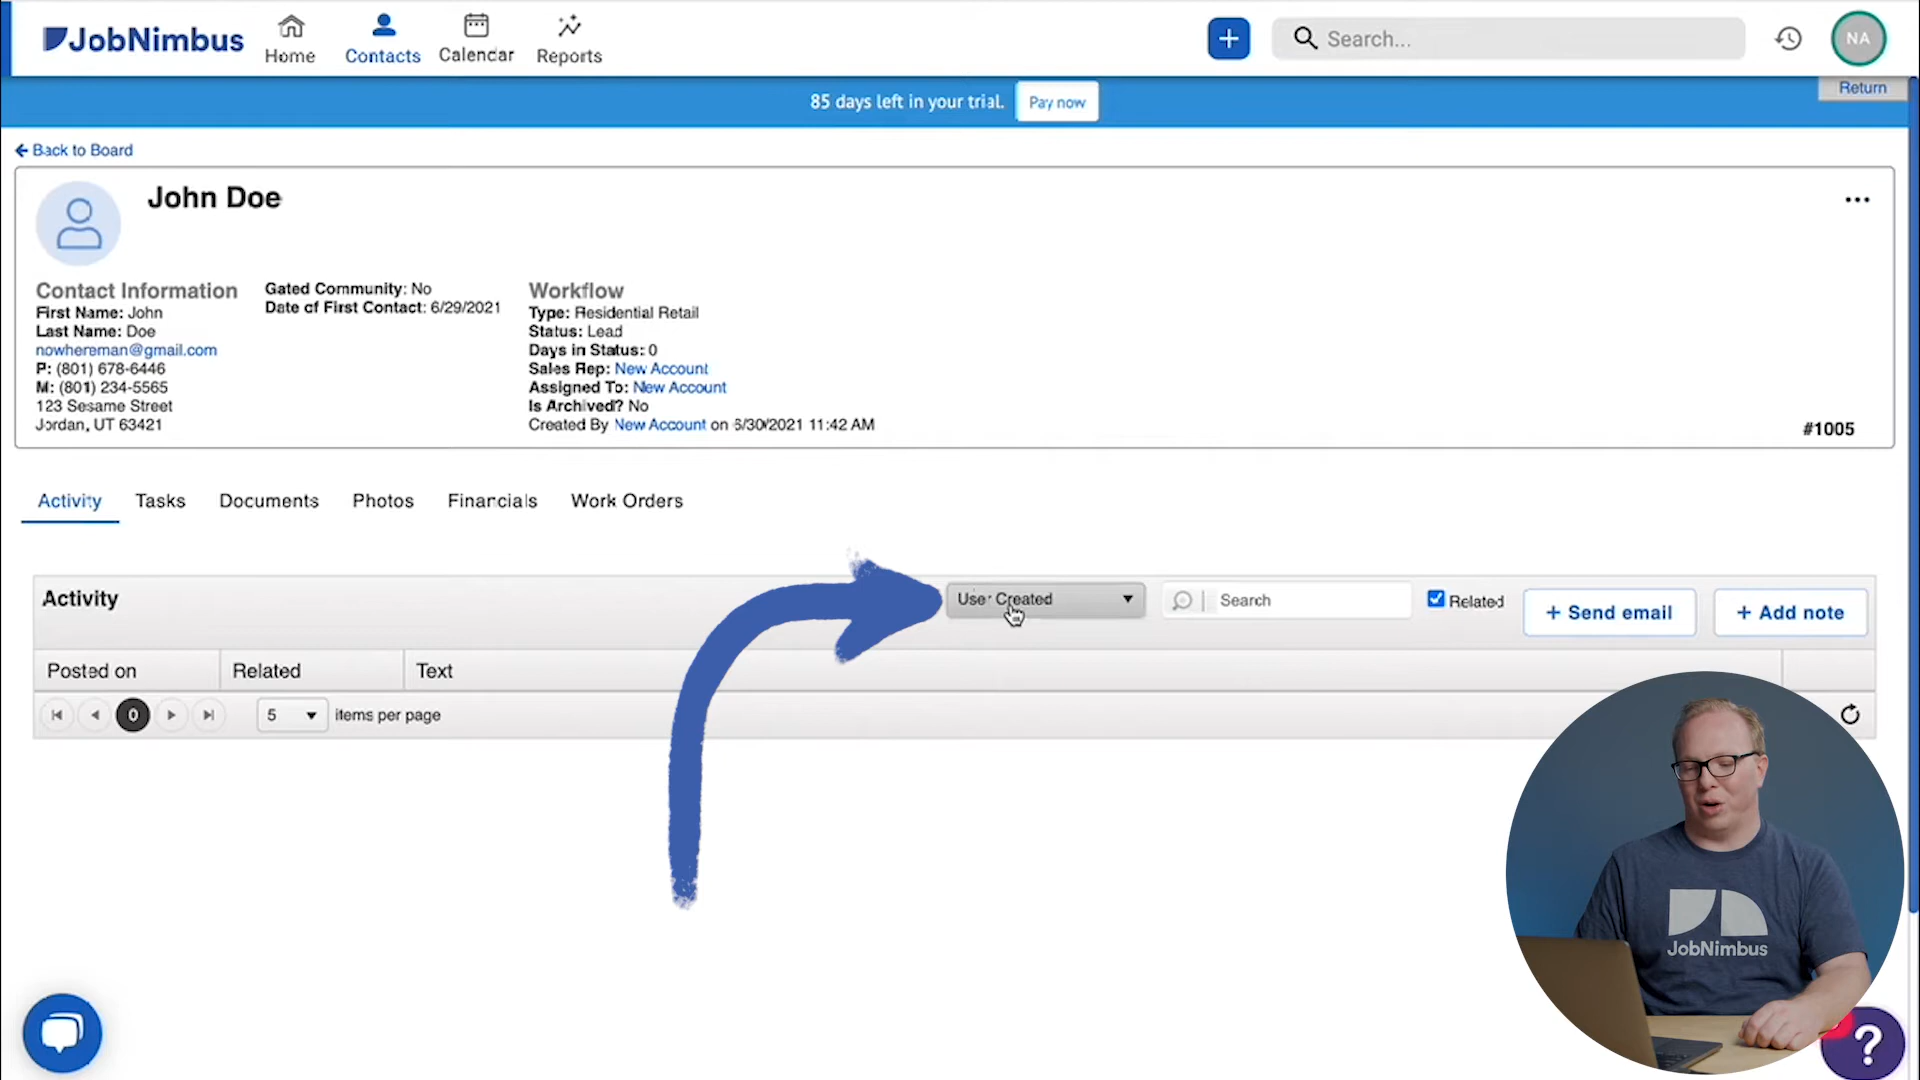 JobNimbus
Home
Contacts
Calendar
Reports
Search...
NA
85 days left in your trial.
Pay now
Return
Back to Board
John Doe
Contact Information
First Name: John
Last Name: Doe
nowhereman@gmail.com
P: (801) 678-6446
M: (801) 234-5565
123 Sesame Street
Jordan, UT 63421
Gated Community: No
Date of First Contact: 6/29/2021
Workflow
Type: Residential Retail
Status: Lead
Days in Status: 0
Sales Rep: New Account
Assigned To: New Account
Is Archived? No
Created By New Account on 6/30/2021 11:42 AM
#1005
Activity
Tasks
Documents
Photos
Financials
Work Orders
Activity
User Created
Search
Related
+ Send email
+ Add note
Posted on
Related
Text
0
5
items per page
JobNimbus
?